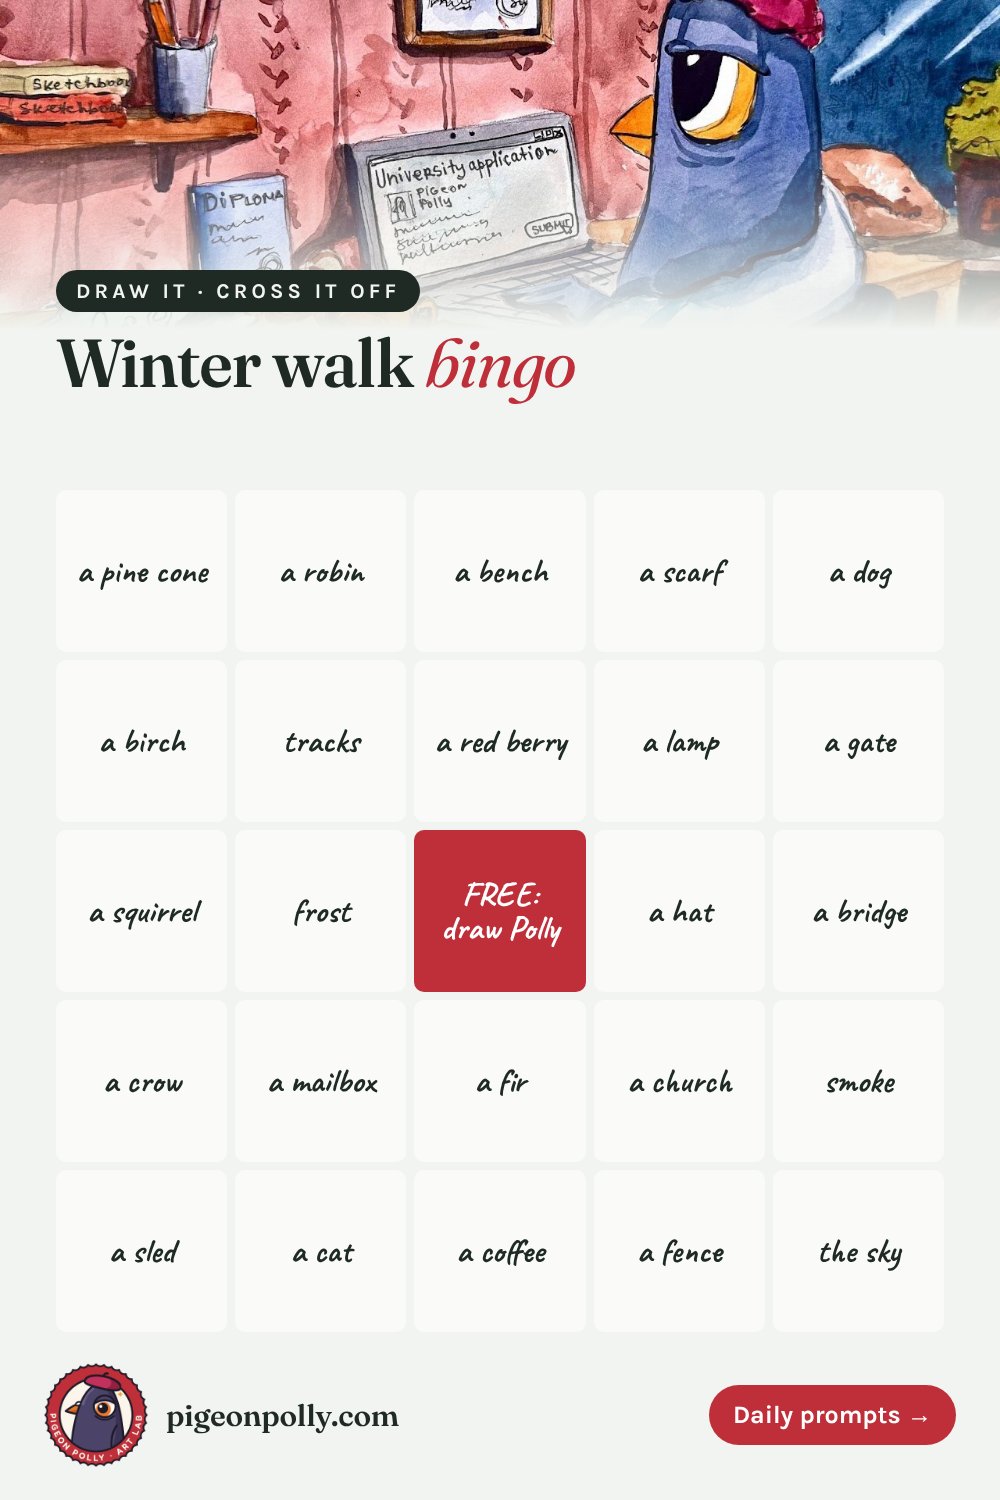 Sketchbook
Sketchbook
DiPLOMA
University application
PiGeon
Polly
SUBMIT
DRAW IT · CROSS IT OFF
Winter walk bingo
a pine cone
a robin
a bench
a scarf
a dog
a birch
tracks
a red berry
a lamp
a gate
a squirrel
frost
FREE:
draw Polly
a hat
a bridge
a crow
a mailbox
a fir
a church
smoke
a sled
a cat
a coffee
a fence
the sky
PIGEON POLLY · ART LAB
pigeonpolly.com
Daily prompts →